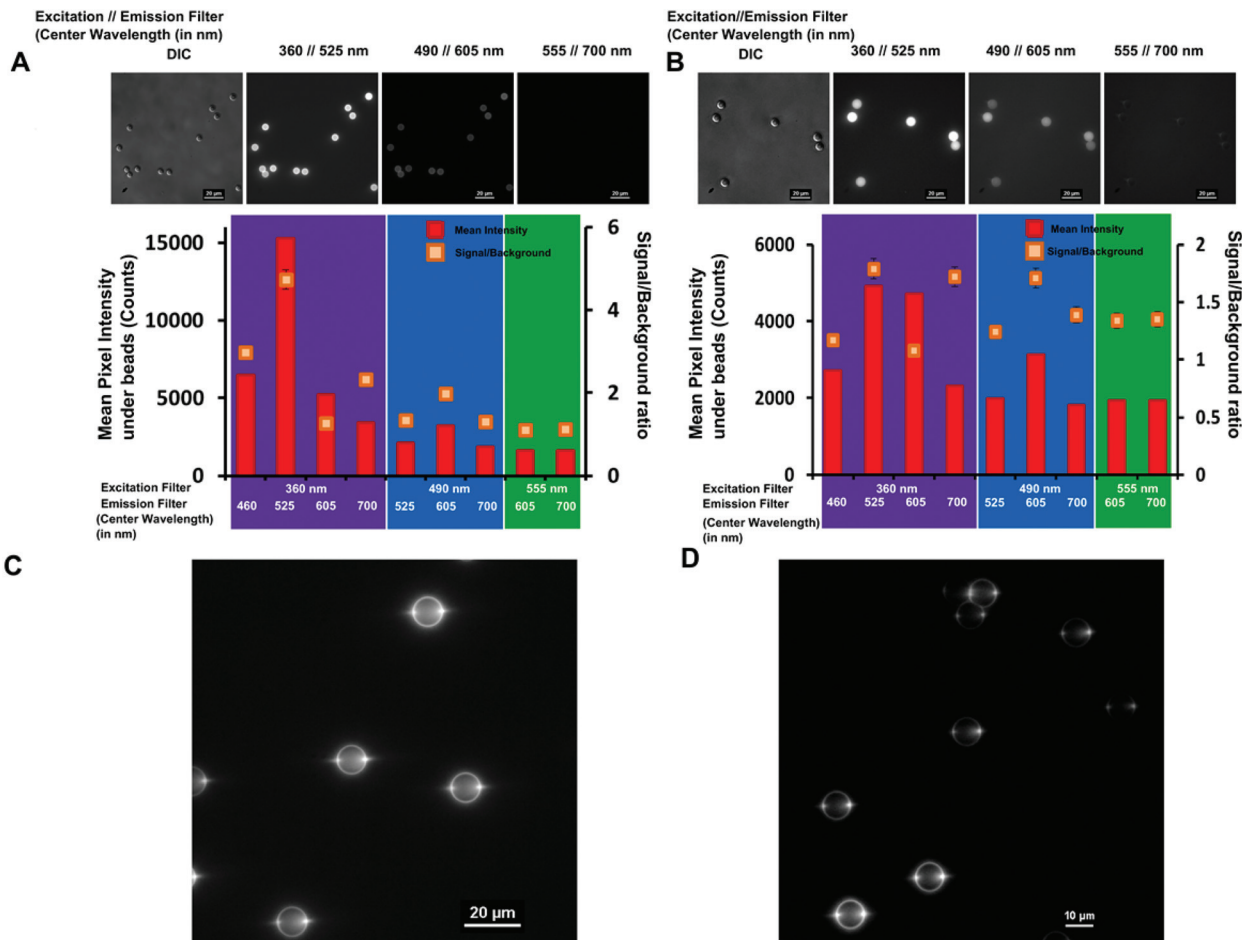 Excitation // Emission Filter
(Center Wavelength (in nm)
A
DIC
360 // 525 nm
490 // 605 nm
555 // 700 nm
20 µm
20 µm
20 µm
20 µm
Mean Pixel Intensity
under beads (Counts)
15000
10000
5000
0
Mean Intensity
Signal/Background
6
4
2
0
Signal/Background ratio
Excitation Filter
360 nm
490 nm
555 nm
Emission Filter
460
525
605
700
525
605
700
605
700
(Center Wavelength)
(in nm)
Excitation//Emission Filter
(Center Wavelength (in nm)
B
DIC
360 // 525 nm
490 // 605 nm
555 // 700 nm
20 µm
20 µm
20 µm
20 µm
Mean Pixel Intensity
under beads (Counts)
6000
4000
2000
0
Mean Intensity
Signal/Background
2
1.5
1
0.5
0
Signal/Background ratio
Excitation Filter
360 nm
490 nm
555 nm
Emission Filter
460
525
605
700
525
605
700
605
700
(Center Wavelength)
(in nm)
C
20 µm
D
10 µm